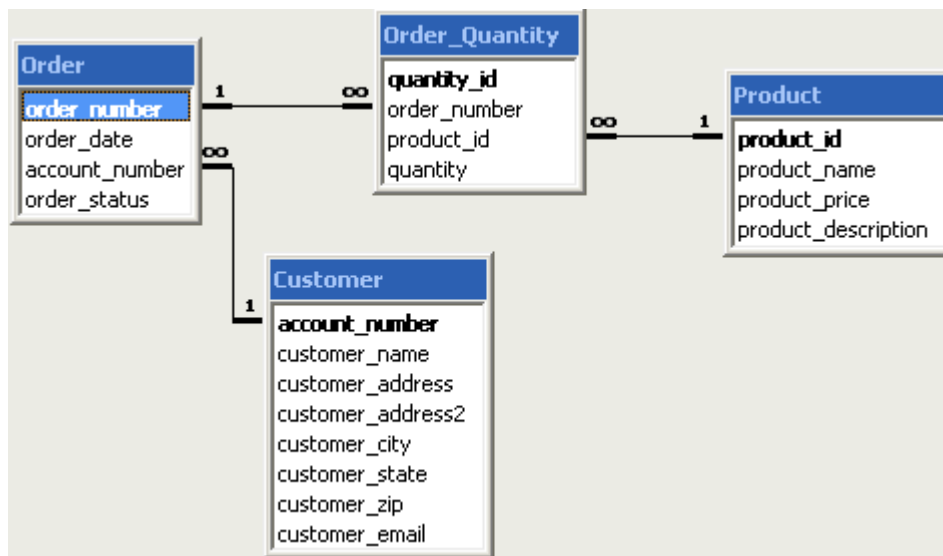 Order
order_number
order_date
account_number
order_status
1
∞
∞
1
Order_Quantity
quantity_id
order_number
product_id
quantity
∞
1
Product
product_id
product_name
product_price
product_description
Customer
account_number
customer_name
customer_address
customer_address2
customer_city
customer_state
customer_zip
customer_email